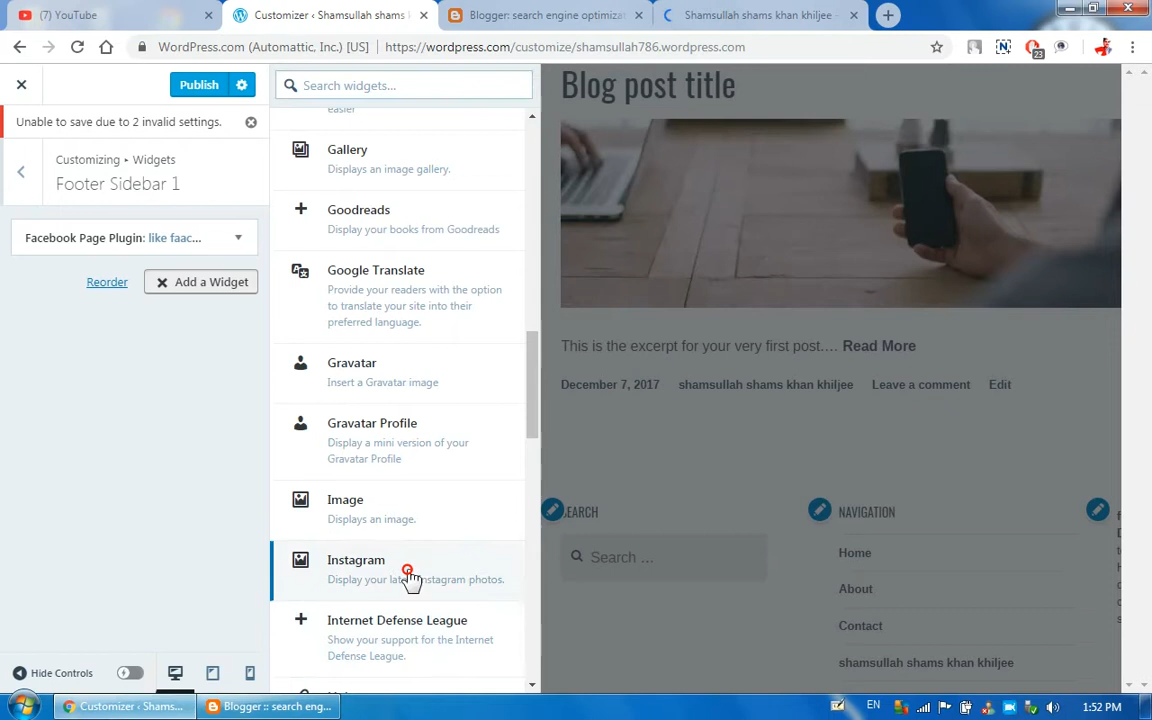 (7) YouTube
Customizer ‹ Shamsullah shams k
Blogger: search engine optimizat
Shamsullah shams khan khiljee –
WordPress.com (Automattic, Inc.) [US]
https://wordpress.com/customize/shamsullah786.wordpress.com
23
Publish
Unable to save due to 2 invalid settings.
Customizing ▸ Widgets
Footer Sidebar 1
Facebook Page Plugin: like faac...
Reorder
Add a Widget
Hide Controls
Search widgets...
easier
Gallery
Displays an image gallery.
Goodreads
Display your books from Goodreads
Google Translate
Provide your readers with the option
to translate your site into their
preferred language.
Gravatar
Insert a Gravatar image
Gravatar Profile
Display a mini version of your
Gravatar Profile
Image
Displays an image.
Instagram
Display your Instagram photos.
Internet Defense League
Show your support for the Internet
Defense League.
Blog post title
This is the excerpt for your very first post.… Read More
December 7, 2017 shamsullah shams khan khiljee Leave a comment Edit
SEARCH
Search …
NAVIGATION
Home
About
Contact
shamsullah shams khan khiljee
Customizer ‹ Shams...
Blogger :: search eng...
EN
1:52 PM